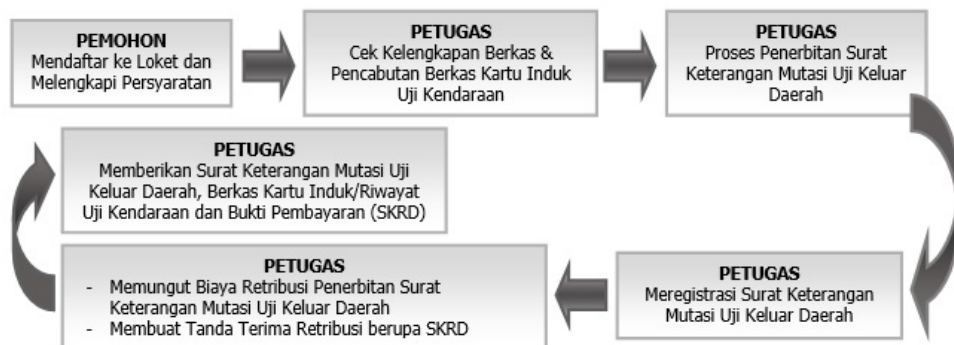 PEMOHON
Mendaftar ke Loket dan
Melengkapi Persyaratan
PETUGAS
Cek Kelengkapan Berkas &
Pencabutan Berkas Kartu Induk
Uji Kendaraan
PETUGAS
Proses Penerbitan Surat
Keterangan Mutasi Uji Keluar
Daerah
PETUGAS
Meregistrasi Surat Keterangan
Mutasi Uji Keluar Daerah
PETUGAS
- Memungut Biaya Retribusi Penerbitan Surat
Keterangan Mutasi Uji Keluar Daerah
- Membuat Tanda Terima Retribusi berupa SKRD
PETUGAS
Memberikan Surat Keterangan Mutasi Uji
Keluar Daerah, Berkas Kartu Induk/Riwayat
Uji Kendaraan dan Bukti Pembayaran (SKRD)